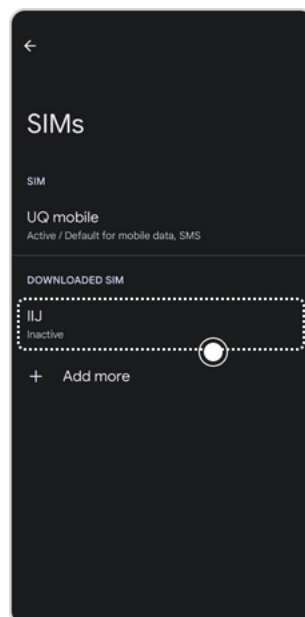 SIMs
SIM
UQ mobile
Active / Default for mobile data, SMS
DOWNLOADED SIM
IIJ
Inactive
+ Add more